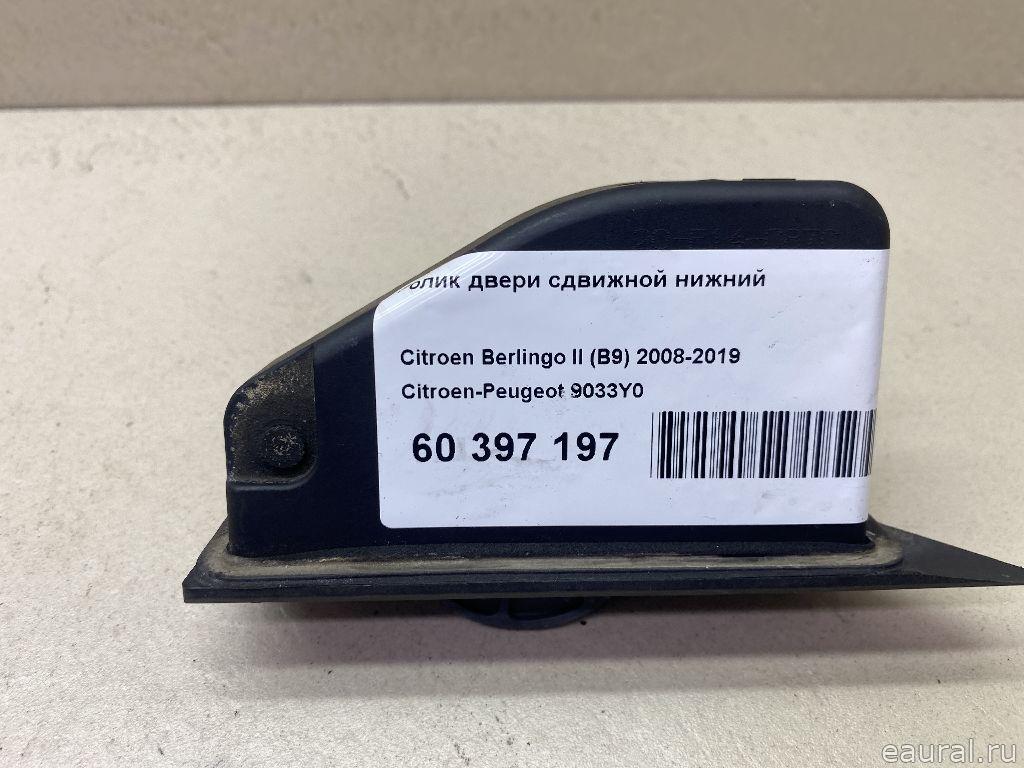 олик двери сдвижной нижний
Citroen Berlingo II (B9) 2008-2019
Citroen-Peugeot 9033Y0
60 397 197
eaural.ru